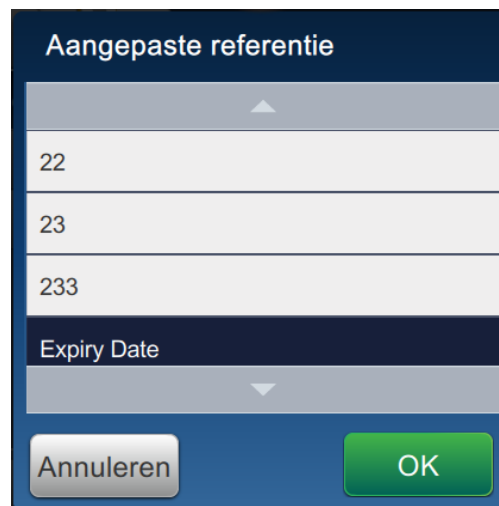 Aangepaste referentie
22
23
233
Expiry Date
Annuleren
OK